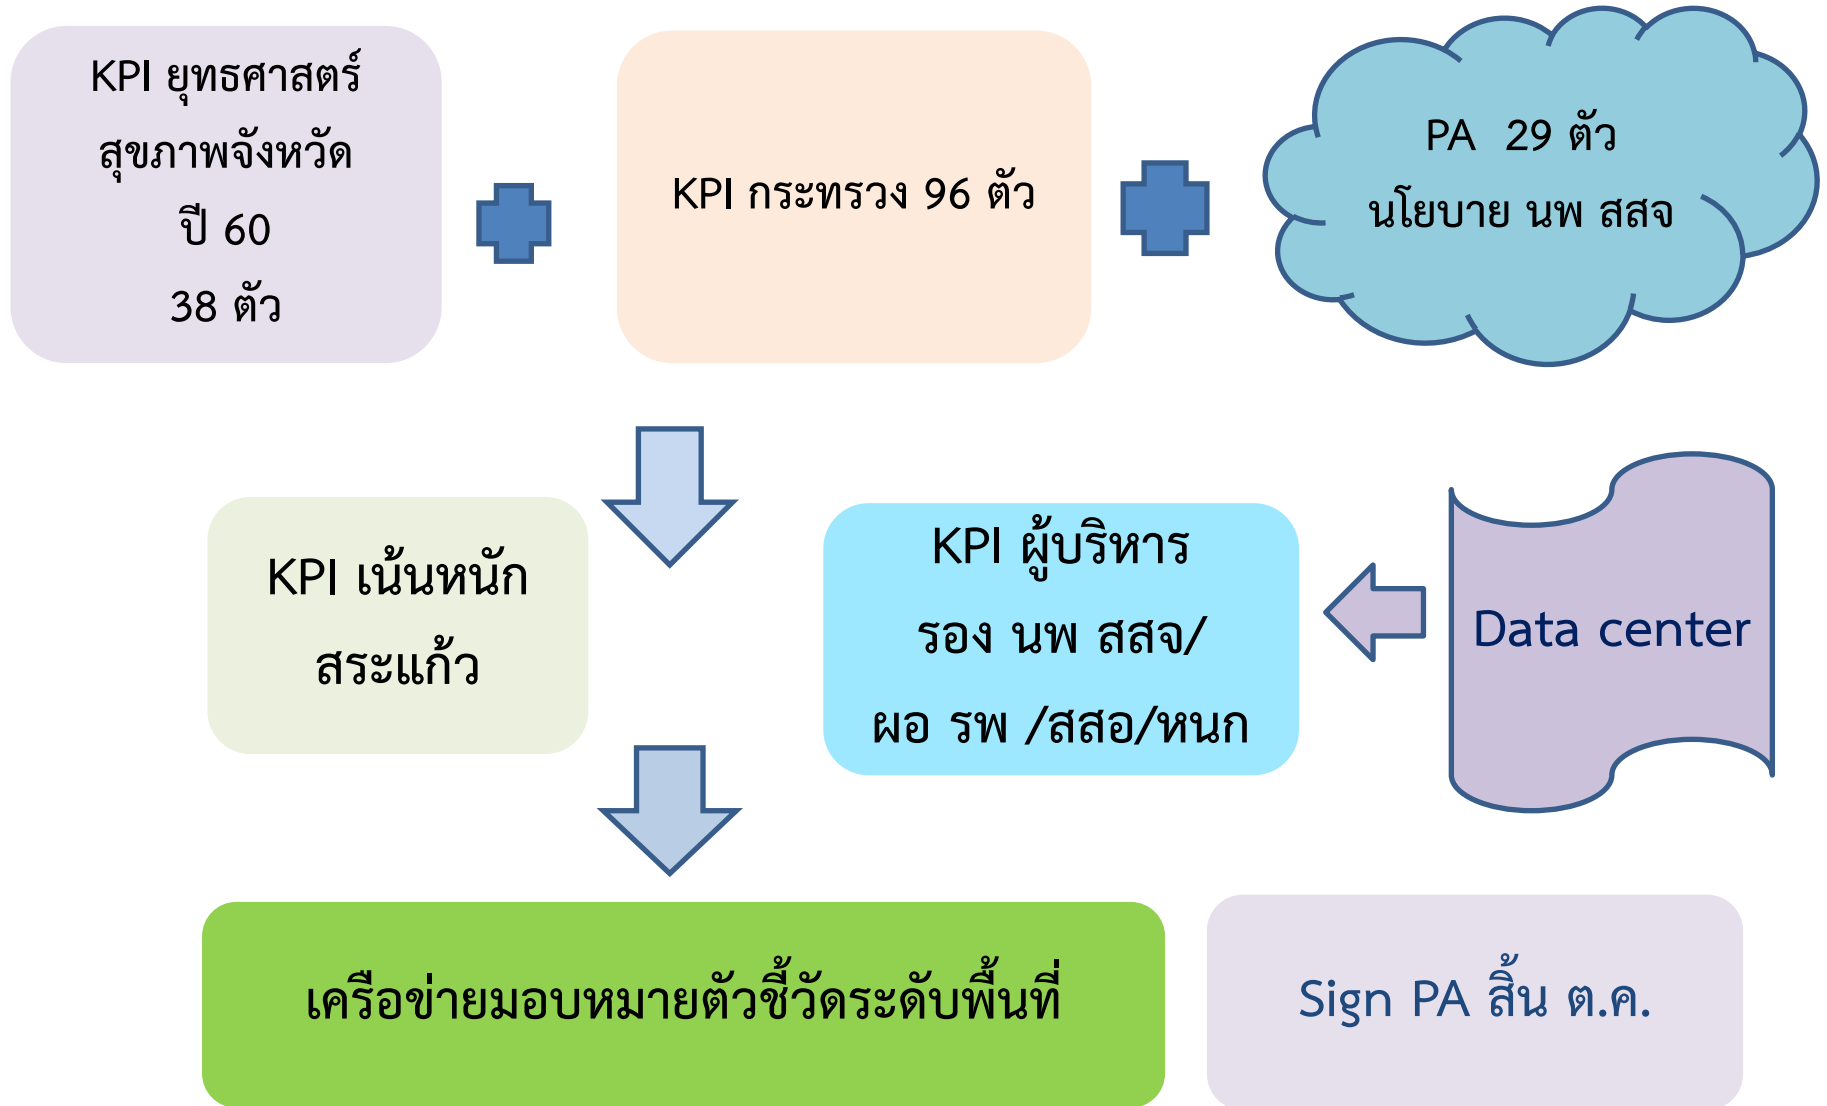 KPI ยุทธศาสตร์
สุขภาพจังหวัด
ปี 60
38 ตัว
KPI กระทรวง 96 ตัว
PA 29 ตัว
นโยบาย นพ สสจ
KPI เน้นหนัก
สระแก้ว
KPI ผู้บริหาร
รอง นพ สสจ/
ผอ รพ /สสอ/หนก
Data center
เครือข่ายมอบหมายตัวชี้วัดระดับพื้นที่
Sign PA สิ้น ต.ค.